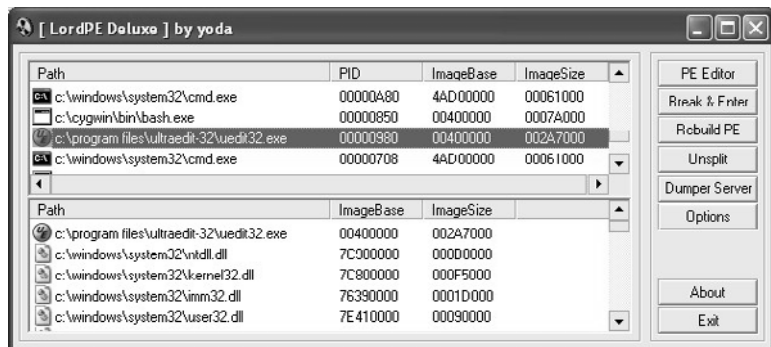 [ LordPE Deluxe ] by yoda
Path PID ImageBase ImageSize
c:\windows\system32\cmd.exe 00000A80 4AD00000 00061000
c:\cygwin\bin\bash.exe 00000850 00400000 0007A000
c:\program files\ultraedit-32\uedit32.exe 00000980 00400000 002A7000
c:\windows\system32\cmd.exe 00000708 4AD00000 00061000
Path ImageBase ImageSize
c:\program files\ultraedit-32\uedit32.exe 00400000 002A7000
c:\windows\system32\ntdll.dll 7C900000 000B0000
c:\windows\system32\kernel32.dll 7C800000 000F5000
c:\windows\system32\imm32.dll 76390000 0001D000
c:\windows\system32\user32.dll 7E410000 00090000
PE Editor
Break & Enter
Rebuild PE
Unsplit
Dumper Server
Options
About
Exit